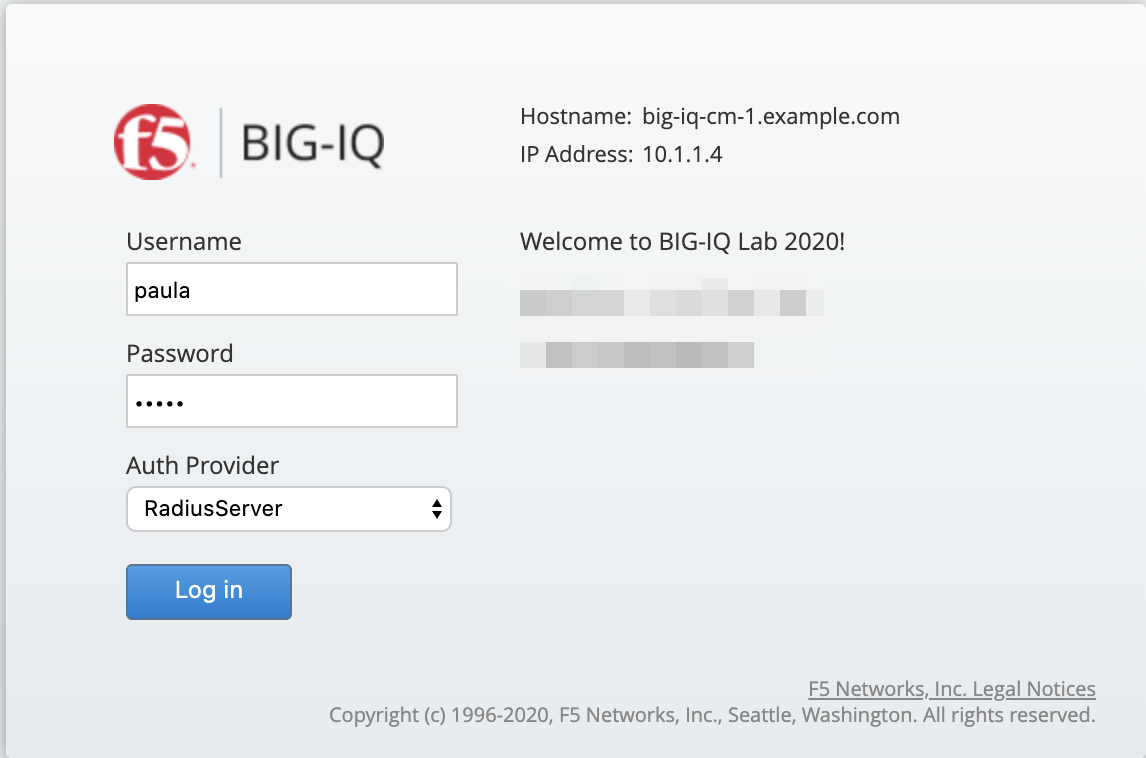 f5 BIG-IQ
Hostname: big-iq-cm-1.example.com
IP Address: 10.1.1.4
Username
paula
Password
•••••
Auth Provider
RadiusServer
Log in
Welcome to BIG-IQ Lab 2020!
F5 Networks, Inc. Legal Notices
Copyright (c) 1996-2020, F5 Networks, Inc., Seattle, Washington. All rights reserved.